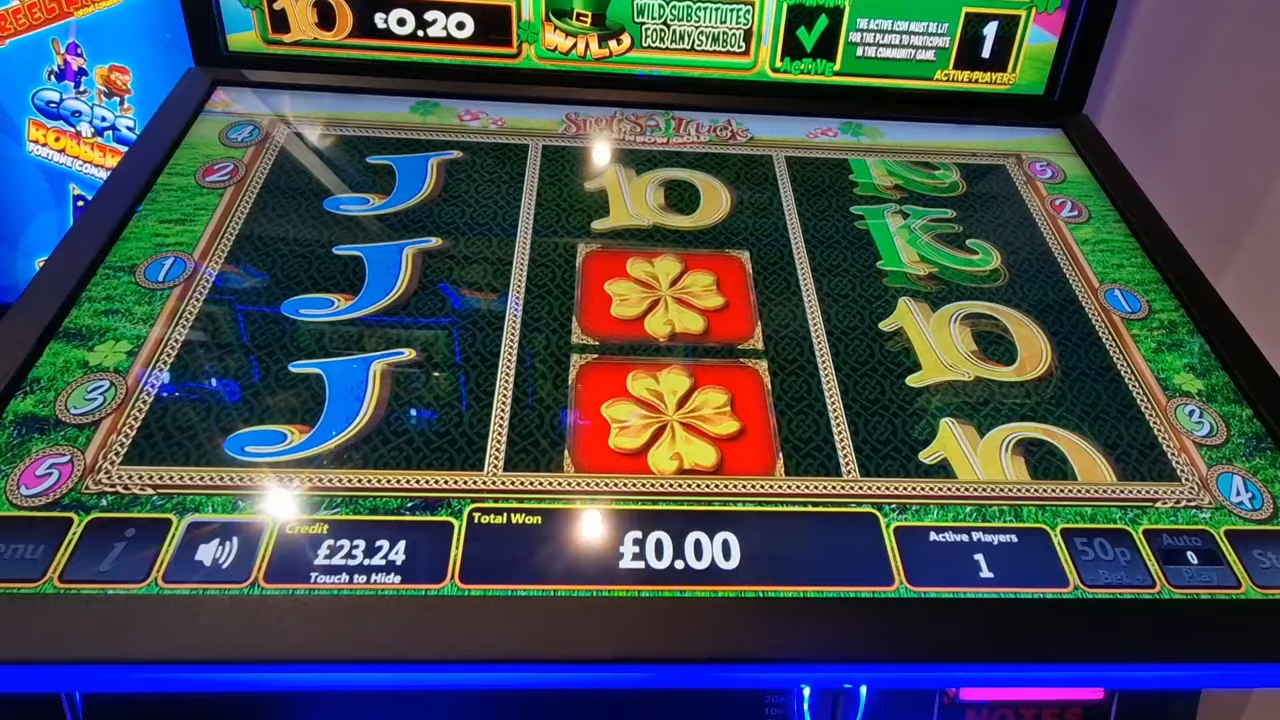 REEL
10 £0.20
WILD
WILD SUBSTITUTES
FOR ANY SYMBOL
ACTIVE
THE ACTIVE ICON MUST BE LIT
FOR THE PLAYER TO PARTICIPATE
IN THE COMMUNITY GAME.
1
ACTIVE PLAYERS
COPS
ROBBERS
4
2
1
3
5
J
J
J
10
K
K
10
10
5
2
1
3
4
Credit
£23.24
Touch to Hide
Total Won
£0.00
Active Players
1
50p
- Bet +
Auto
0
Play